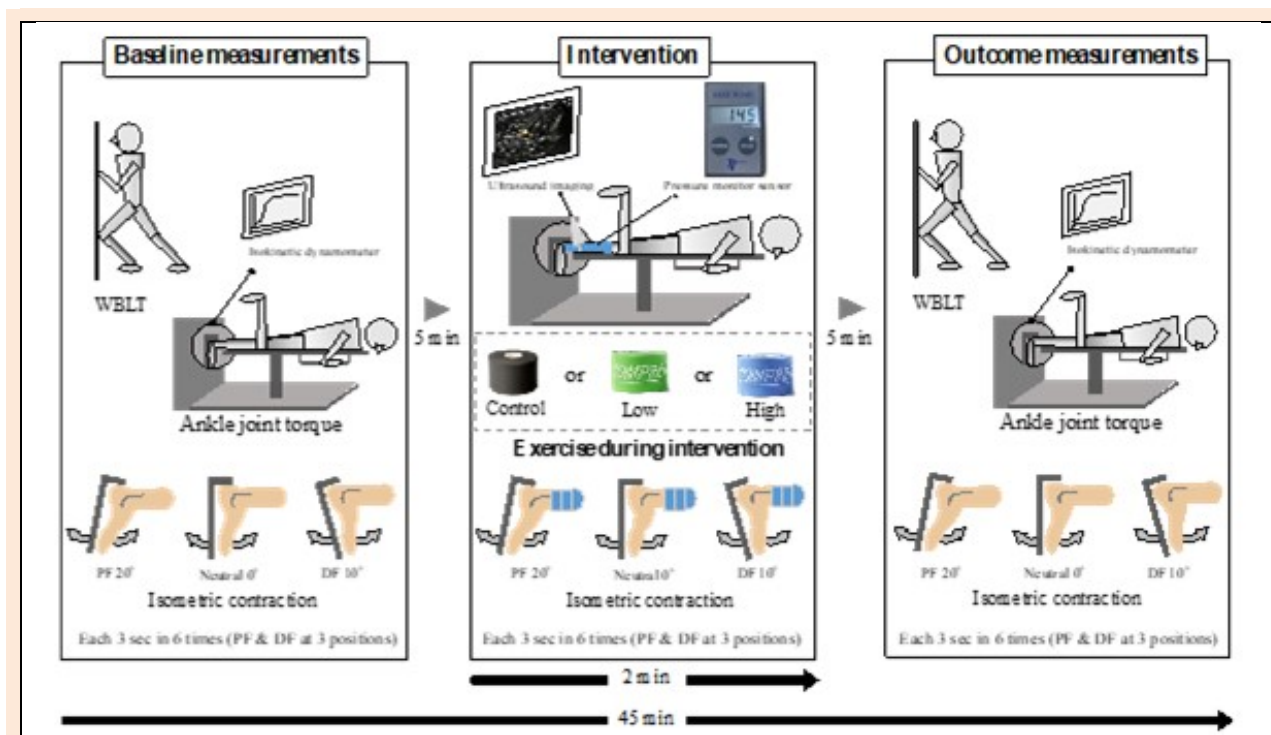 Baseline measurements
Isokinetic dynamometer
WBLT
Ankle joint torque
PF 20°
Neutral 0°
DF 10°
Isometric contraction
Each 3 sec in 6 times (PF & DF at 3 positions)
5 min
Intervention
145
Ultrasound imaging
Pressure monitor sensor
Control
or
Low
or
High
Exercise during intervention
PF 20°
Neutral 0°
DF 10°
Isometric contraction
Each 3 sec in 6 times (PF & DF at 3 positions)
5 min
Outcome measurements
Isokinetic dynamometer
WBLT
Ankle joint torque
PF 20°
Neutral 0°
DF 10°
Isometric contraction
Each 3 sec in 6 times (PF & DF at 3 positions)
2 min
45 min